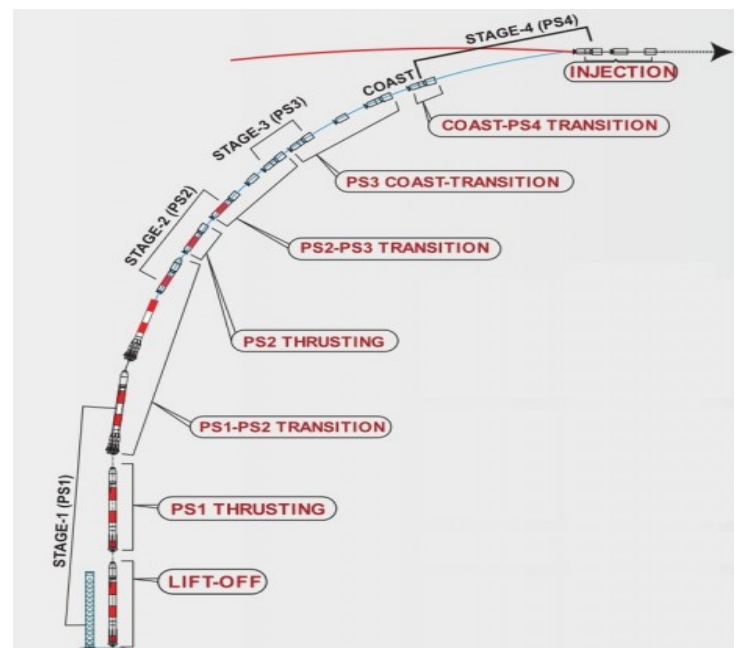 STAGE-4 (PS4)
INJECTION
COAST
COAST-PS4 TRANSITION
STAGE-3 (PS3)
PS3 COAST-TRANSITION
STAGE-2 (PS2)
PS2-PS3 TRANSITION
PS2 THRUSTING
PS1-PS2 TRANSITION
STAGE-1 (PS1)
PS1 THRUSTING
LIFT-OFF